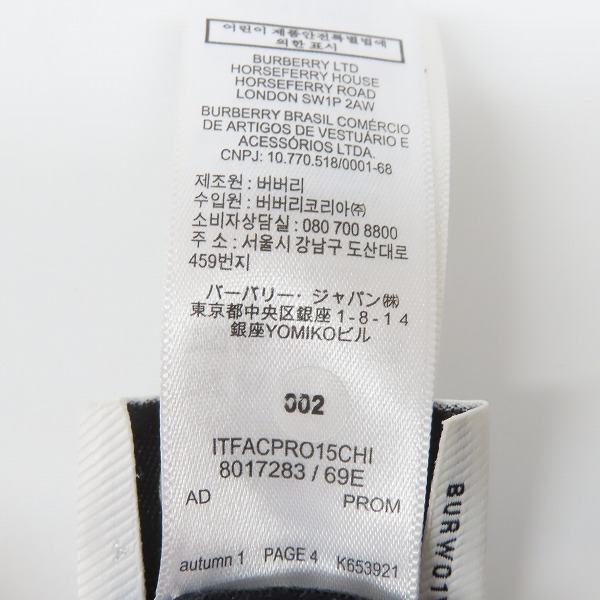 어린이 제품안전특별법에
의한 표시
BURBERRY LTD
HORSEFERRY HOUSE
HORSEFERRY ROAD
LONDON SW1P 2AW
BURBERRY BRASIL COMÉRCIO
DE ARTIGOS DE VESTUÁRIO E
ACESSÓRIOS LTDA.
CNPJ: 10.770.518/0001-68
제조원 : 버버리
수입원 : 버버리코리아㈜
소비자상담실 : 080 700 8800
주 소 : 서울시 강남구 도산대로
459번지
バーバリー・ジャパン㈱
東京都中央区銀座1-8-14
銀座YOMIKOビル
002
ITFACPRO15CHI
8017283 / 69E
AD PROM
autumn 1 PAGE 4 K653921
BURW01